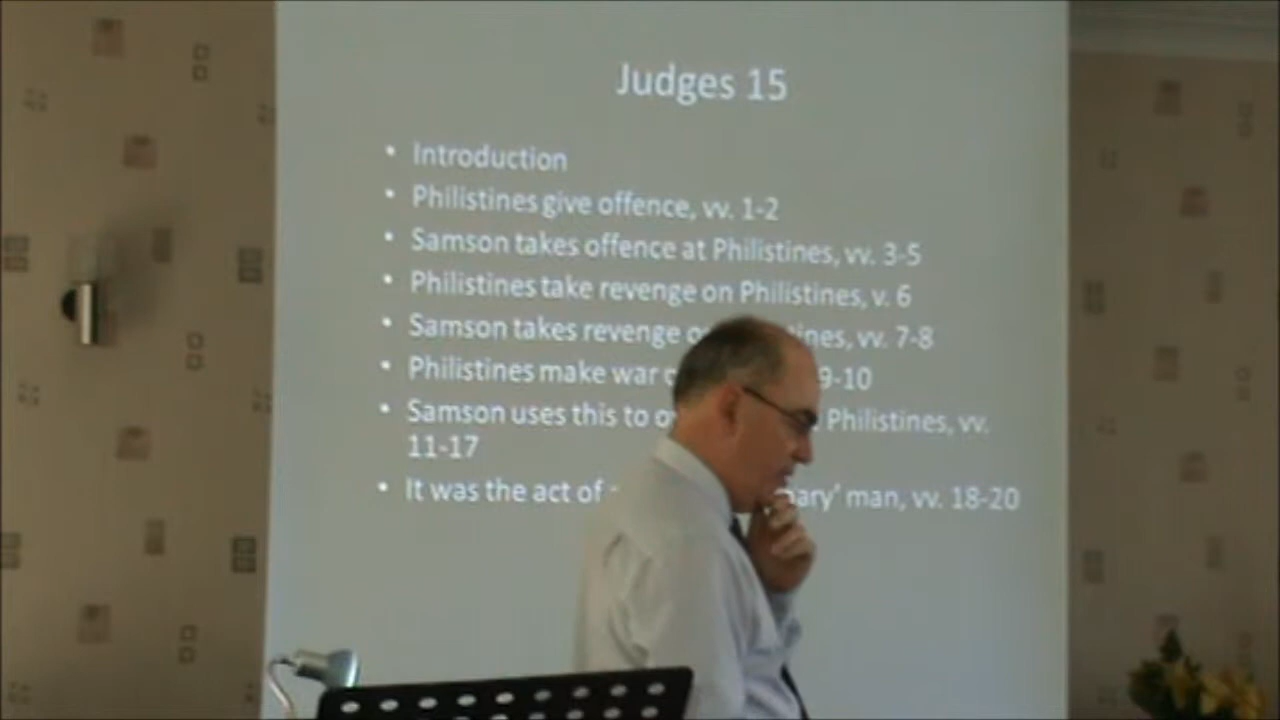 Judges 15
• Introduction
• Philistines give offence, vv. 1-2
• Samson takes offence at Philistines, vv. 3-5
• Philistines take revenge on Philistines, v. 6
• Samson takes revenge tines, vv. 7-8
• Philistines make war 9-10
• Samson uses this to Philistines, vv.
11-17
• It was the act of nary' man, vv. 18-20